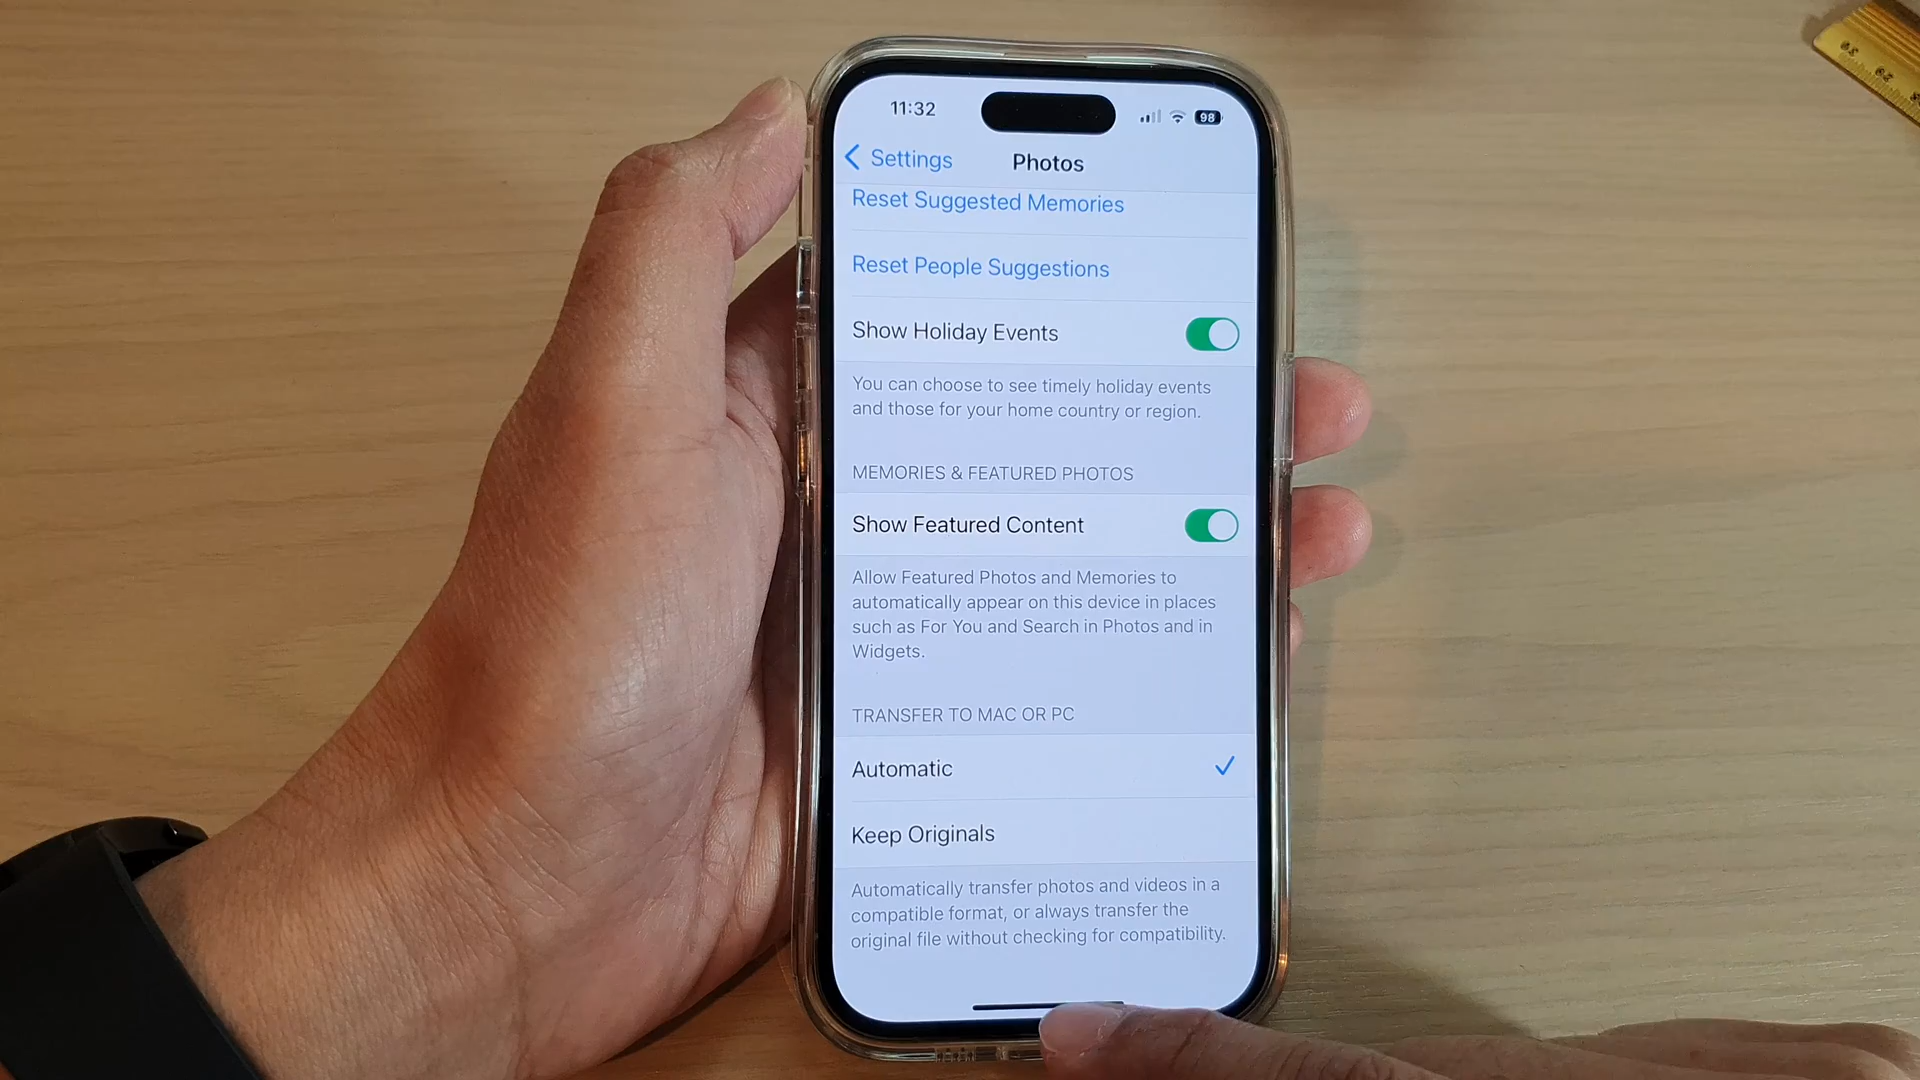 11:32
98
Settings
Photos
Reset Suggested Memories
Reset People Suggestions
Show Holiday Events
You can choose to see timely holiday events
and those for your home country or region.
MEMORIES & FEATURED PHOTOS
Show Featured Content
Allow Featured Photos and Memories to
automatically appear on this device in places
such as For You and Search in Photos and in
Widgets.
TRANSFER TO MAC OR PC
Automatic
Keep Originals
Automatically transfer photos and videos in a
compatible format, or always transfer the
original file without checking for compatibility.
30
29